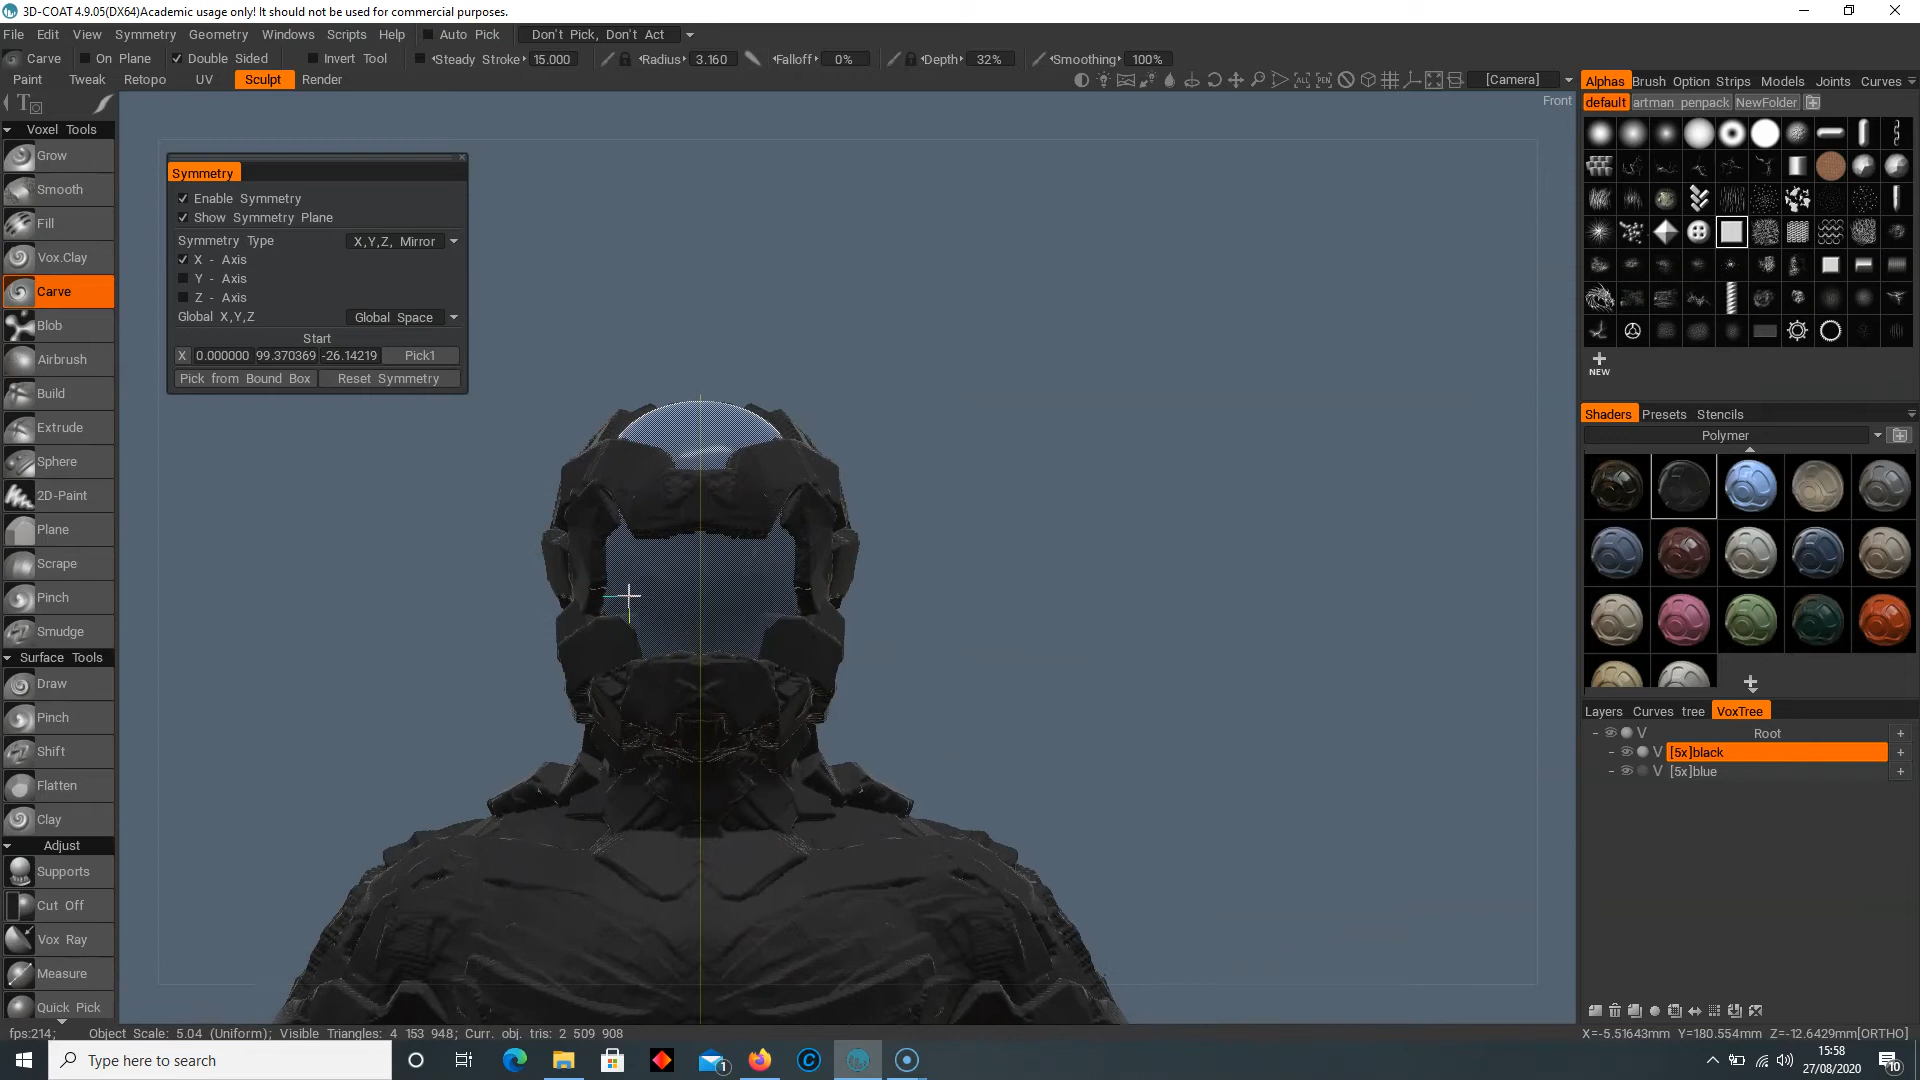 3D-COAT 4.9.05(DX64)Academic usage only! It should not be used for commercial purposes.
File Edit View Symmetry Geometry Windows Scripts Help Auto Pick Don't Pick, Don't Act
Carve On Plane Double Sided Invert Tool Steady Stroke 15.000 Radius 3.160 Falloff 0% Depth 32% Smoothing 100%
Paint Tweak Retopo UV Sculpt Render [Camera]
Alphas Brush Option Strips Models Joints Curves
default artman penpack NewFolder
Front
Voxel Tools
Grow
Smooth
Fill
Vox.Clay
Carve
Blob
Airbrush
Build
Extrude
Sphere
2D-Paint
Plane
Scrape
Pinch
Smudge
Surface Tools
Draw
Pinch
Shift
Flatten
Clay
Adjust
Supports
Cut Off
Vox Ray
Measure
Quick Pick
Symmetry
Enable Symmetry
Show Symmetry Plane
Symmetry Type X,Y,Z, Mirror
X - Axis
Y - Axis
Z - Axis
Global X,Y,Z Global Space
Start
X 0.000000 99.370369 -26.14219 Pick1
Pick from Bound Box Reset Symmetry
NEW
Shaders Presets Stencils
Polymer
Layers Curves tree VoxTree
Root
V
V [5x]black
V [5x]blue
fps:214; Object Scale: 5.04 (Uniform); Visible Triangles: 4 153 948; Curr. obj. tris: 2 509 908
X=-5.51643mm Y=180.554mm Z=-12.6429mm[ORTHO]
Type here to search
1
15:58
27/08/2020
10